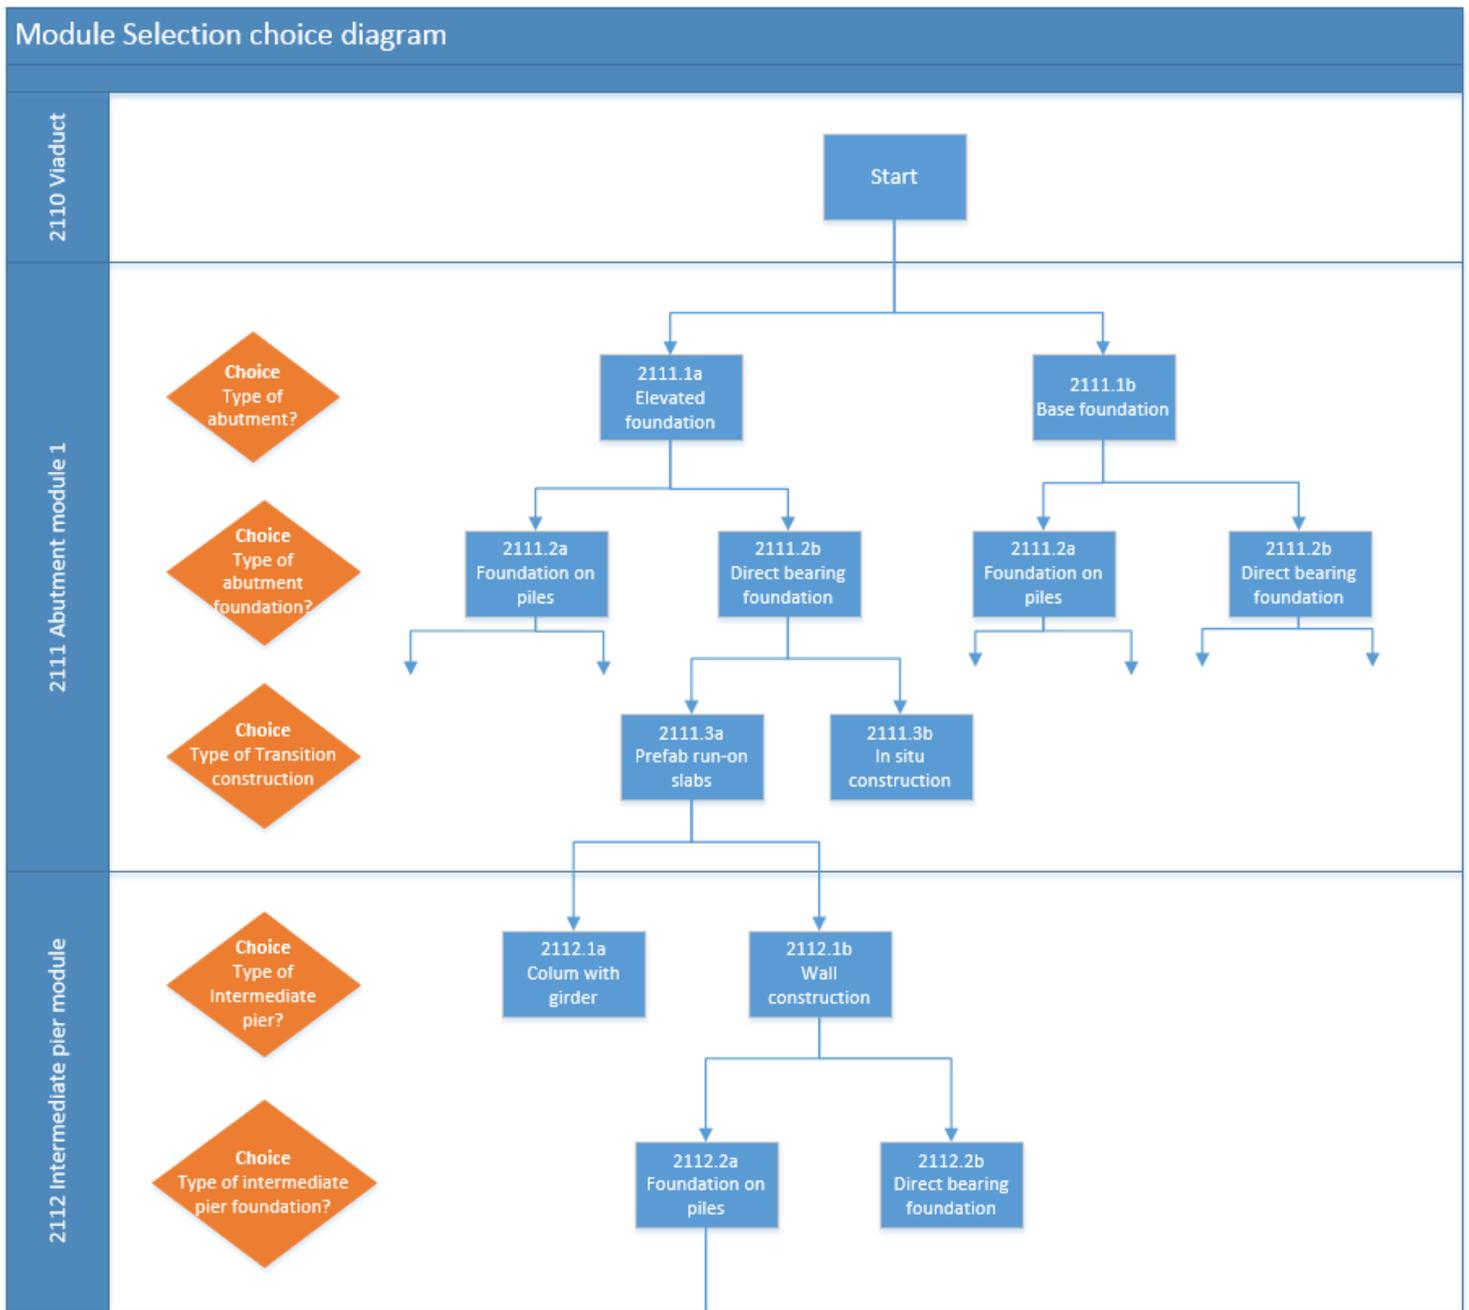 Module Selection choice diagram
2110 Viaduct
Start
2111 Abutment module 1
Choice
Type of
abutment?
2111.1a
Elevated
foundation
2111.1b
Base foundation
Choice
Type of
abutment
foundation?
2111.2a
Foundation on
piles
2111.2b
Direct bearing
foundation
2111.2a
Foundation on
piles
2111.2b
Direct bearing
foundation
Choice
Type of Transition
construction
2111.3a
Prefab run-on
slabs
2111.3b
In situ
construction
2112 Intermediate pier module
Choice
Type of
Intermediate
pier?
2112.1a
Colum with
girder
2112.1b
Wall
construction
Choice
Type of intermediate
pier foundation?
2112.2a
Foundation on
piles
2112.2b
Direct bearing
foundation